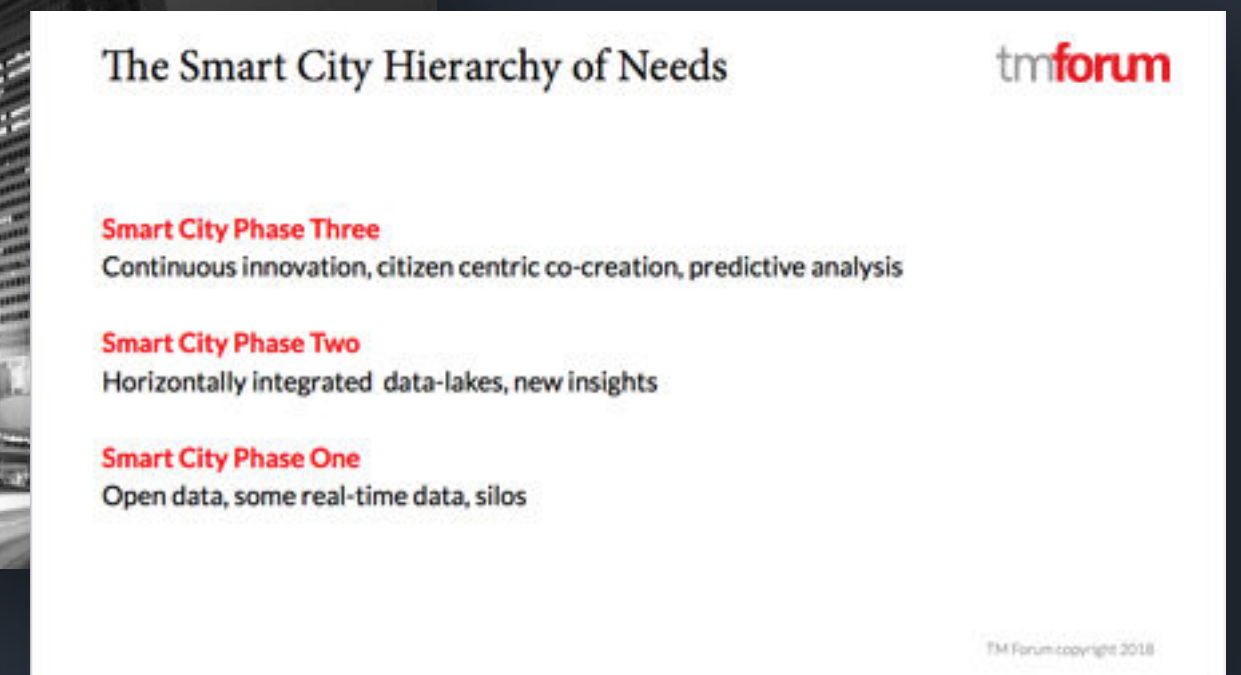 The Smart City Hierarchy of Needs
tmforum
Smart City Phase Three
Continuous innovation, citizen centric co-creation, predictive analysis
Smart City Phase Two
Horizontally integrated data-lakes, new insights
Smart City Phase One
Open data, some real-time data, silos
TM Forum copyright 2018